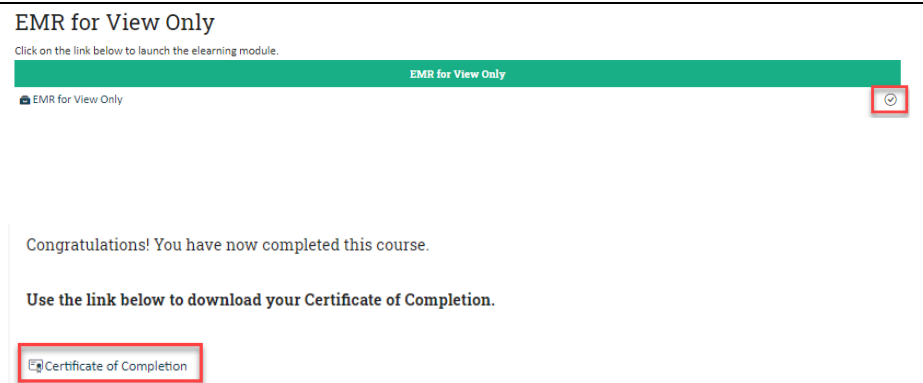 EMR for View Only
Click on the link below to launch the elearning module.
EMR for View Only
EMR for View Only
Congratulations! You have now completed this course.
Use the link below to download your Certificate of Completion.
Certificate of Completion